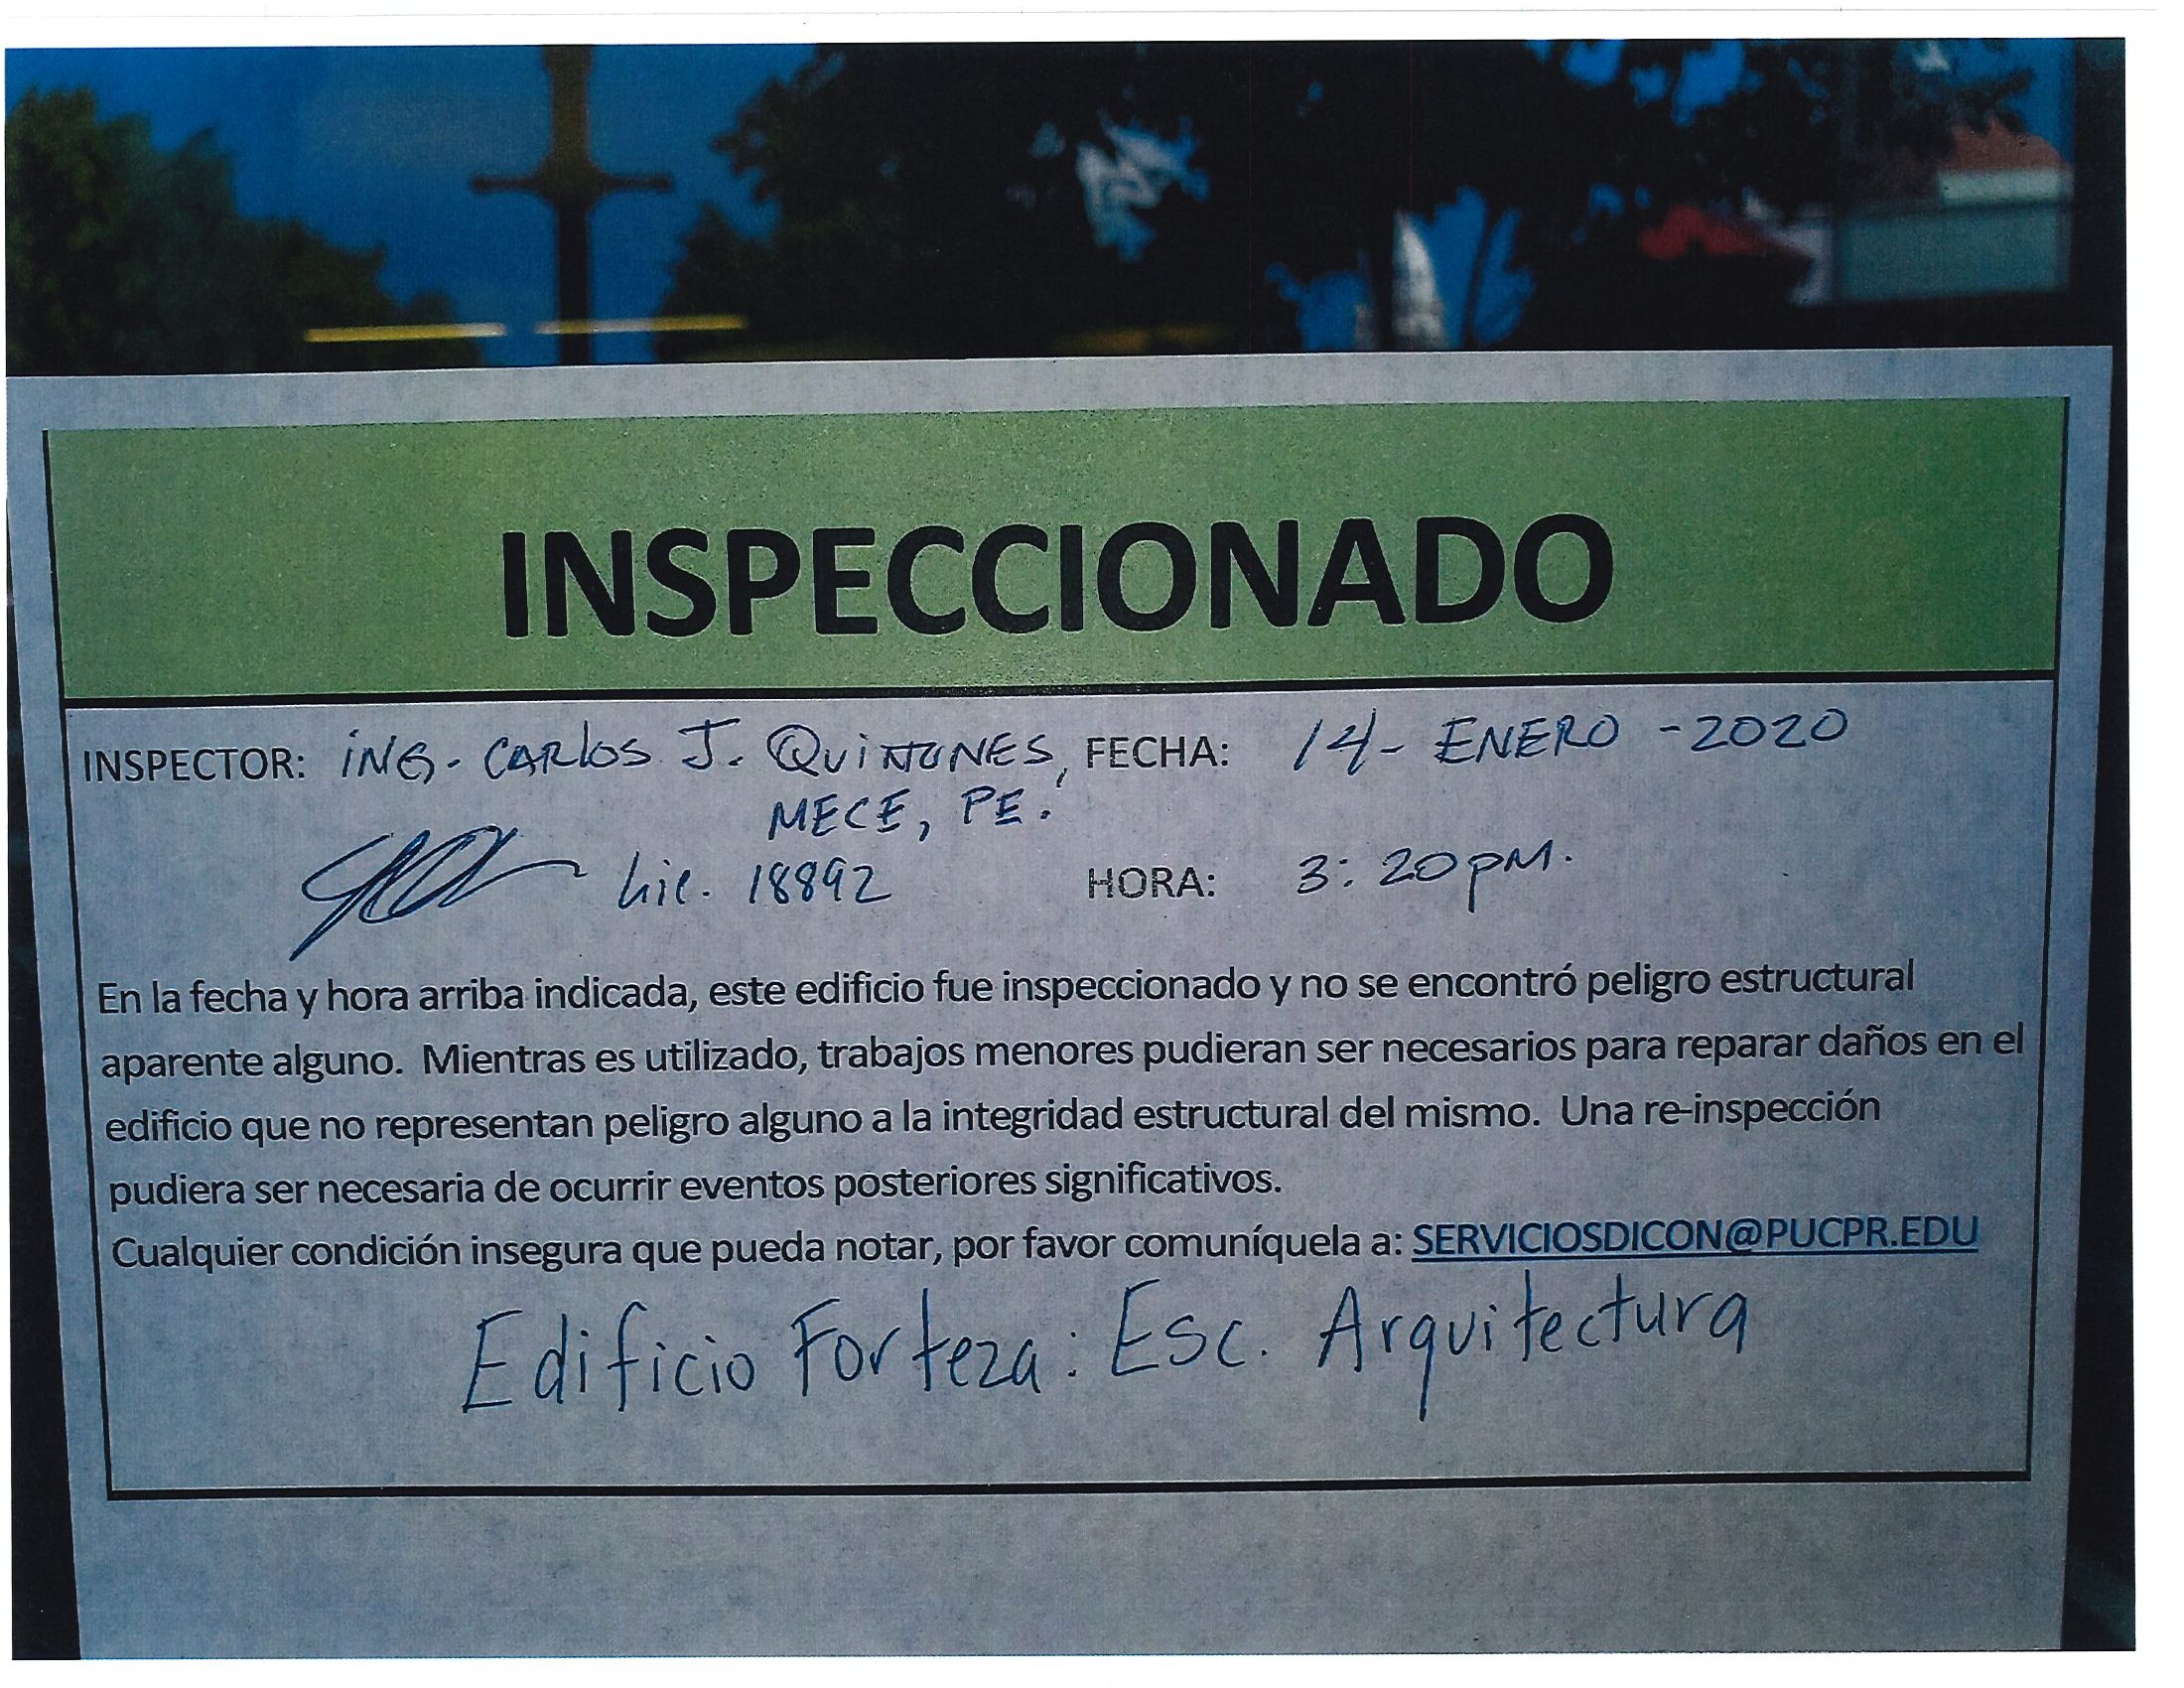 INSPECCIONADO
INSPECTOR: ING. CARLOS J. QUIÑONES, FECHA: 14 - ENERO - 2020
MECE, PE.
Lic. 18892 HORA: 3:20 PM.
En la fecha y hora arriba indicada, este edificio fue inspeccionado y no se encontró peligro estructural
aparente alguno. Mientras es utilizado, trabajos menores pudieran ser necesarios para reparar daños en el
edificio que no representan peligro alguno a la integridad estructural del mismo. Una re-inspección
pudiera ser necesaria de ocurrir eventos posteriores significativos.
Cualquier condición insegura que pueda notar, por favor comuníquela a: SERVICIOSDICON@PUCPR.EDU
Edificio Forteza: Esc. Arquitectura